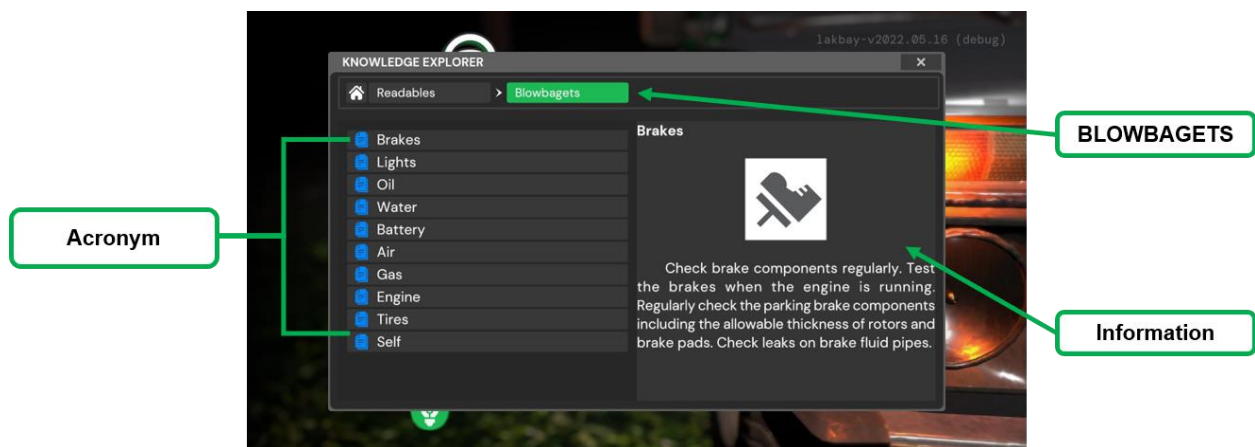 lakbay-v2022.05.16 (debug)
KNOWLEDGE EXPLORER
×
Readables > Blowbagets
BLOWBAGETS
Brakes
Lights
Oil
Water
Battery
Air
Gas
Engine
Tires
Self
Acronym
Brakes
Check brake components regularly. Test
the brakes when the engine is running.
Regularly check the parking brake components
including the allowable thickness of rotors and
brake pads. Check leaks on brake fluid pipes.
Information